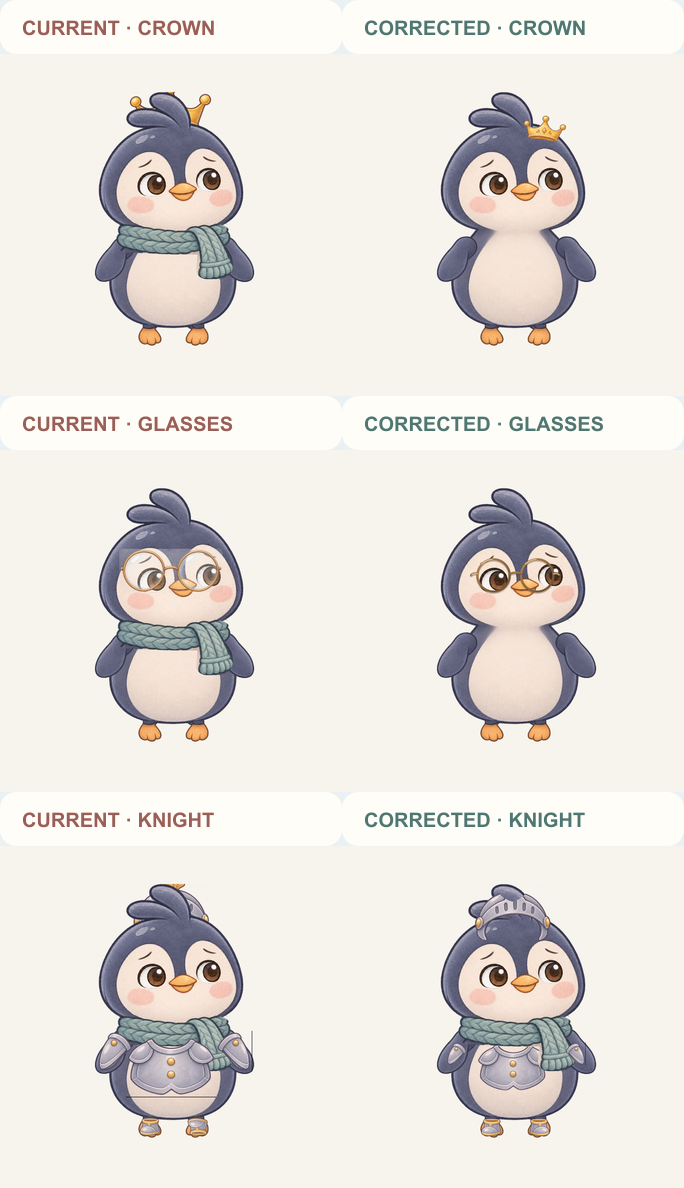 CURRENT · CROWN
CORRECTED · CROWN
CURRENT · GLASSES
CORRECTED · GLASSES
CURRENT · KNIGHT
CORRECTED · KNIGHT